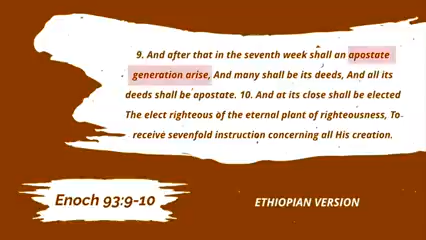 9. And after that in the seventh week shall an apostate
generation arise, And many shall be its deeds, And all its
deeds shall be apostate. 10. And at its close shall be elected
The elect righteous of the eternal plant of righteousness, To
receive sevenfold instruction concerning all His creation.
Enoch 93:9-10
ETHIOPIAN VERSION